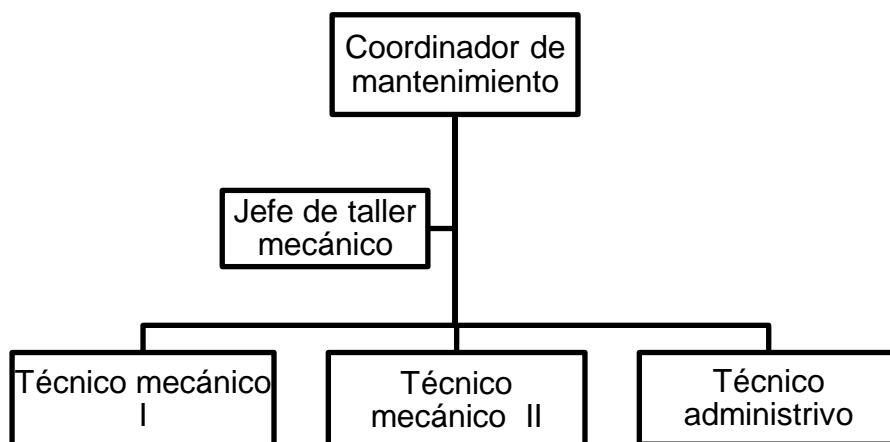 Coordinador de
mantenimiento
Jefe de taller
mecánico
Técnico mecánico
I
Técnico
mecánico II
Técnico
administrivo